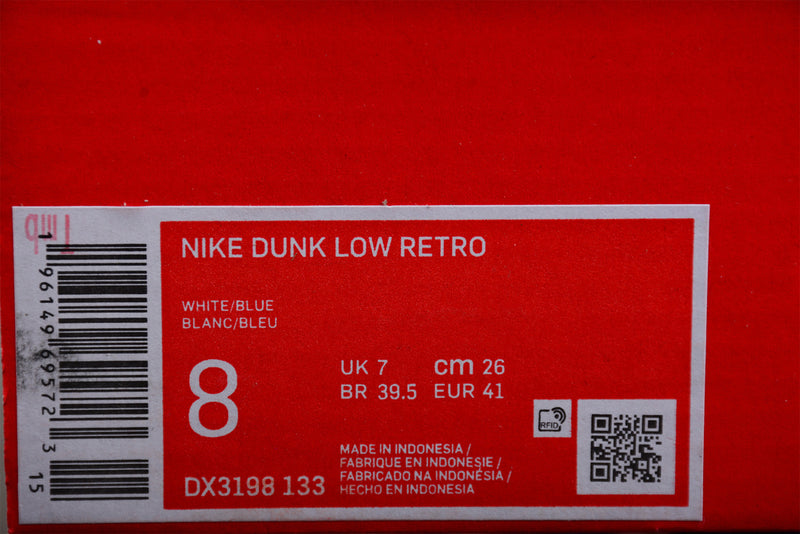 NIKE DUNK LOW RETRO
WHITE/BLUE
BLANC/BLEU
8
UK 7 cm 26
BR 39.5 EUR 41
RFID
DX3198 133
MADE IN INDONESIA /
FABRIQUE EN INDONESIE /
FABRICADO NA INDONÉSIA /
HECHO EN INDONESIA
1 96149 69572 3
15